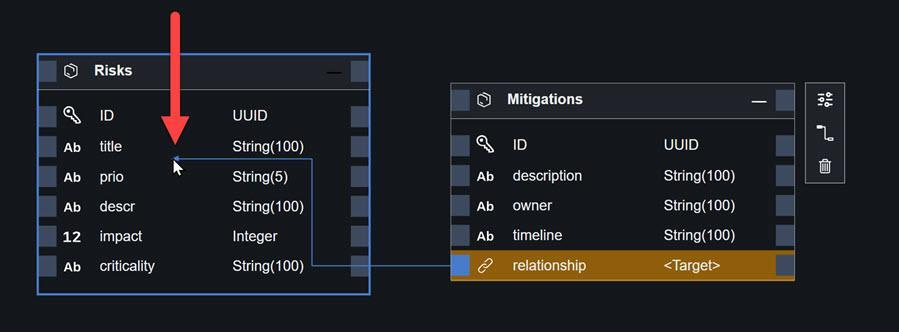 Risks
ID UUID
Ab title String(100)
Ab prio String(5)
Ab descr String(100)
12 impact Integer
Ab criticality String(100)
Mitigations
ID UUID
Ab description String(100)
Ab owner String(100)
Ab timeline String(100)
relationship <Target>